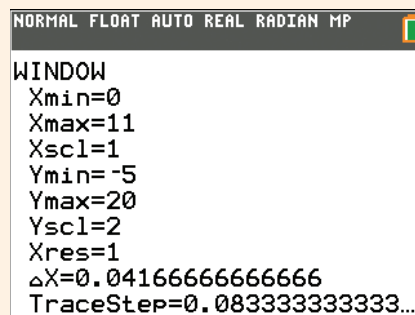 NORMAL FLOAT AUTO REAL RADIAN MP
WINDOW
Xmin=0
Xmax=11
Xscl=1
Ymin=-5
Ymax=20
Yscl=2
Xres=1
△X=0.04166666666666
TraceStep=0.083333333333…